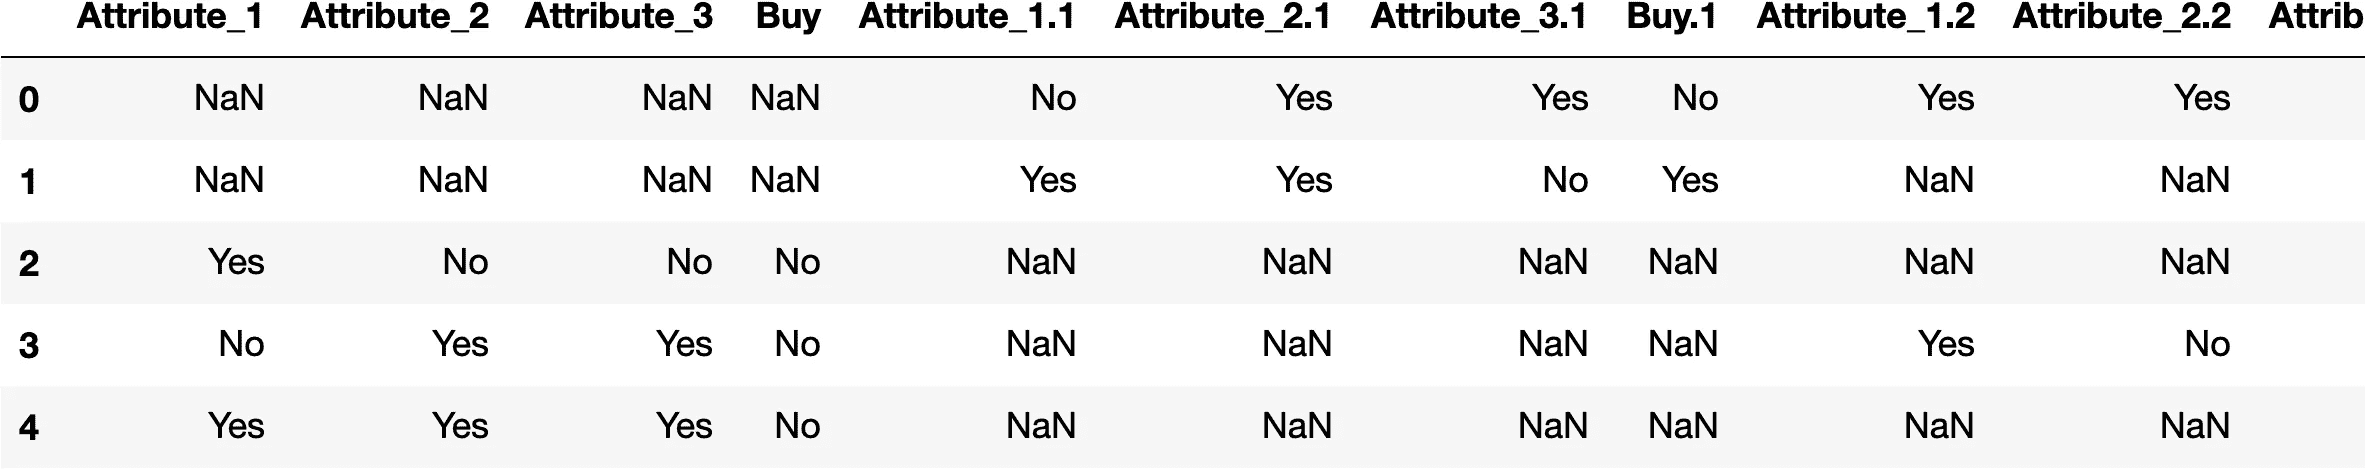 Attribute_1 Attribute_2 Attribute_3 Buy Attribute_1.1 Attribute_2.1 Attribute_3.1 Buy.1 Attribute_1.2 Attribute_2.2 Attrib
0 NaN NaN NaN NaN No Yes Yes No Yes Yes
1 NaN NaN NaN NaN Yes Yes No Yes NaN NaN
2 Yes No No No NaN NaN NaN NaN NaN NaN
3 No Yes Yes No NaN NaN NaN NaN Yes No
4 Yes Yes Yes No NaN NaN NaN NaN NaN NaN